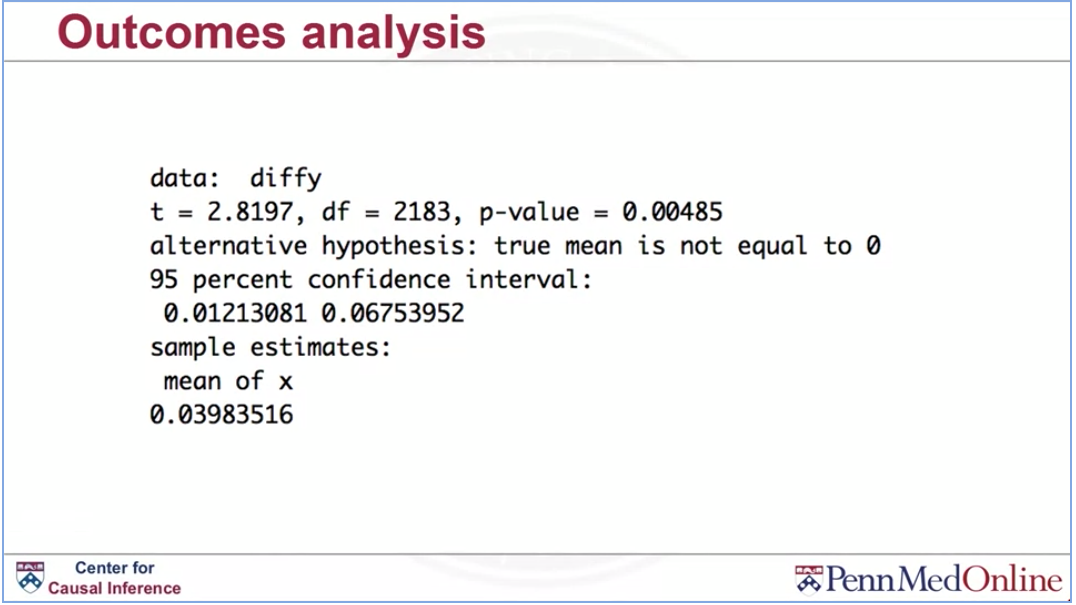 Outcomes analysis
data:  diffy
t = 2.8197, df = 2183, p-value = 0.00485
alternative hypothesis: true mean is not equal to 0
95 percent confidence interval:
 0.01213081 0.06753952
sample estimates:
 mean of x
0.03983516
Center for
Causal Inference
PennMedOnline